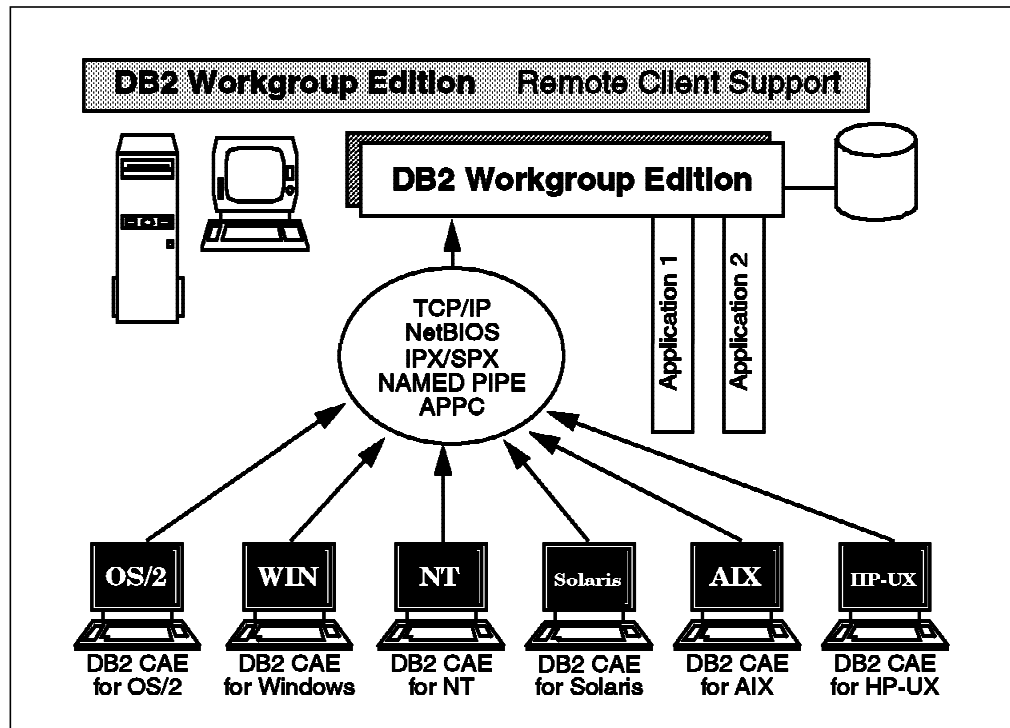 DB2 Workgroup Edition Remote Client Support
DB2 Workgroup Edition
Application 1
Application 2
TCP/IP
NetBIOS
IPX/SPX
NAMED PIPE
APPC
OS/2
WIN
NT
Solaris
AIX
HP-UX
DB2 CAE
for OS/2
DB2 CAE
for Windows
DB2 CAE
for NT
DB2 CAE
for Solaris
DB2 CAE
for AIX
DB2 CAE
for HP-UX